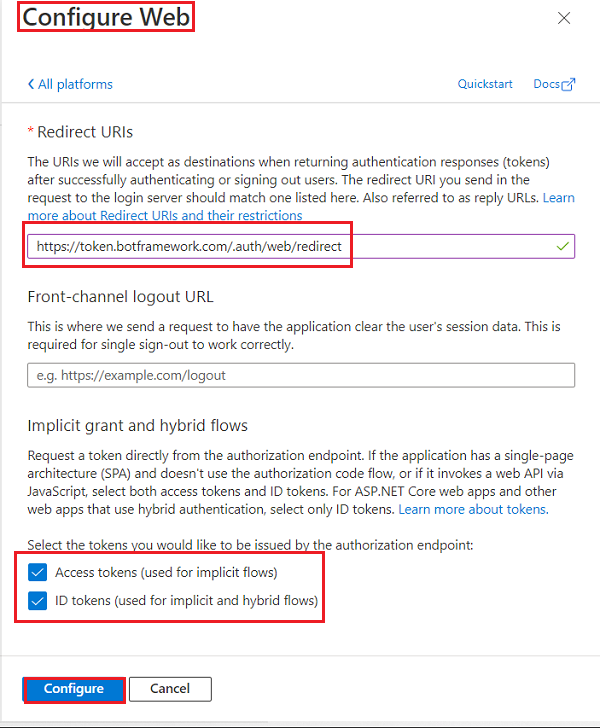 Configure Web
All platforms
Quickstart
Docs
* Redirect URIs
The URIs we will accept as destinations when returning authentication responses (tokens)
after successfully authenticating or signing out users. The redirect URI you send in the
request to the login server should match one listed here. Also referred to as reply URLs. Learn
more about Redirect URIs and their restrictions
https://token.botframework.com/.auth/web/redirect
Front-channel logout URL
This is where we send a request to have the application clear the user's session data. This is
required for single sign-out to work correctly.
e.g. https://example.com/logout
Implicit grant and hybrid flows
Request a token directly from the authorization endpoint. If the application has a single-page
architecture (SPA) and doesn't use the authorization code flow, or if it invokes a web API via
JavaScript, select both access tokens and ID tokens. For ASP.NET Core web apps and other
web apps that use hybrid authentication, select only ID tokens. Learn more about tokens.
Select the tokens you would like to be issued by the authorization endpoint:
Access tokens (used for implicit flows)
ID tokens (used for implicit and hybrid flows)
Configure
Cancel